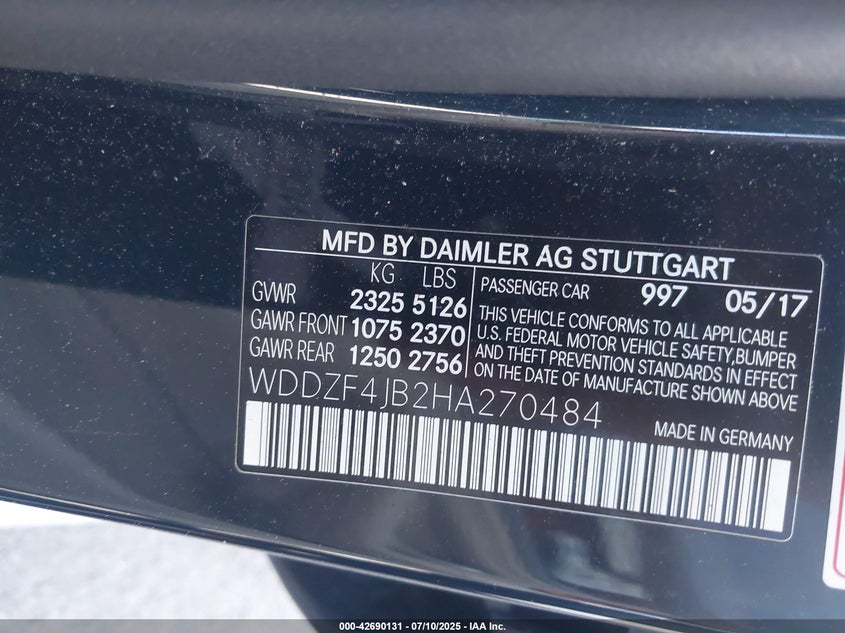 MFD BY DAIMLER AG STUTTGART
KG LBS
GVWR 2325 5126
GAWR FRONT 1075 2370
GAWR REAR 1250 2756
PASSENGER CAR 997 05/17
THIS VEHICLE CONFORMS TO ALL APPLICABLE
U.S. FEDERAL MOTOR VEHICLE SAFETY,BUMPER
AND THEFT PREVENTION STANDARDS IN EFFECT
ON THE DATE OF MANUFACTURE SHOWN ABOVE
WDDZF4JB2HA270484
MADE IN GERMANY
000-42690131 - 07/10/2025 - IAA Inc.